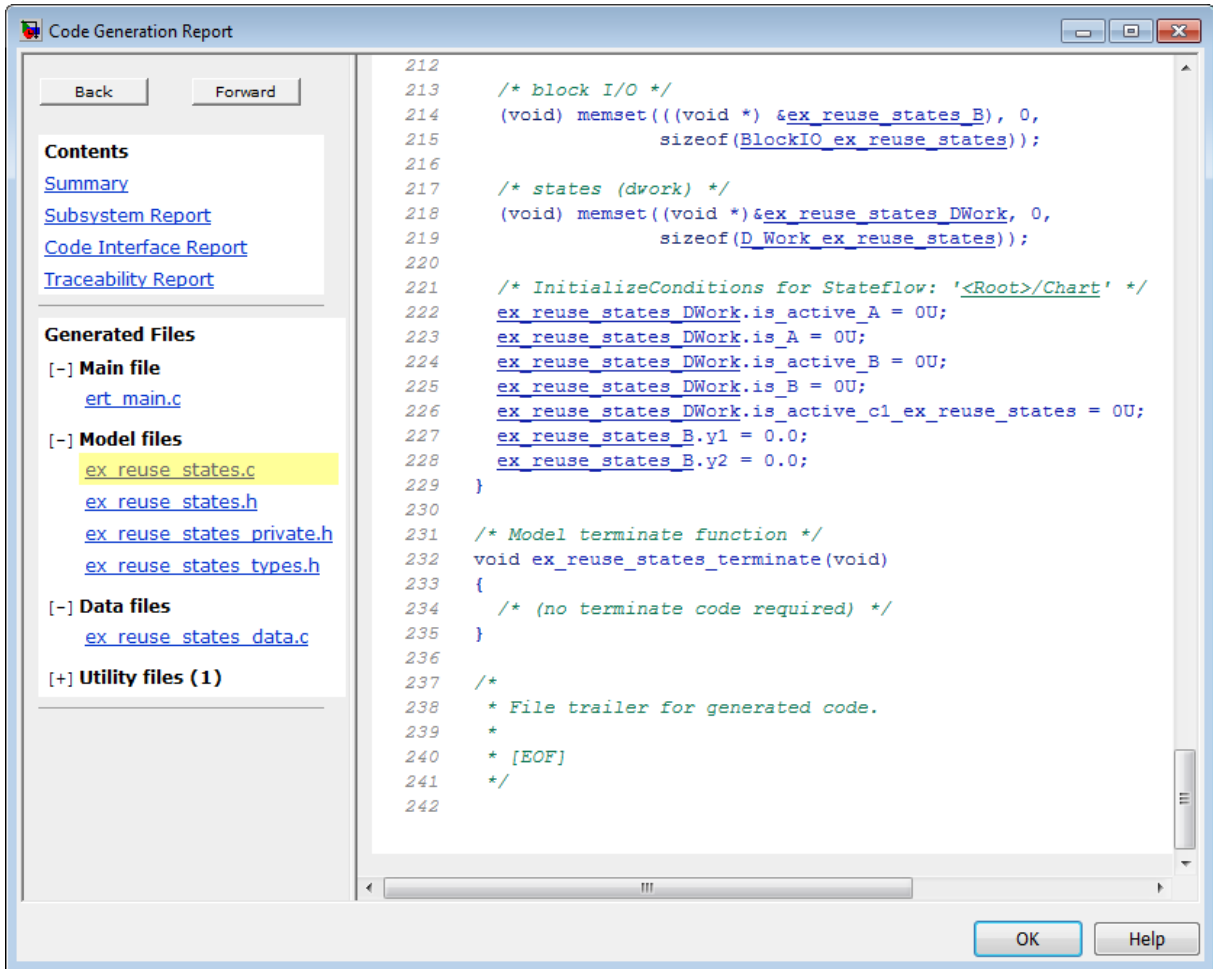 Code Generation Report
Back Forward
Contents
Summary
Subsystem Report
Code Interface Report
Traceability Report
Generated Files
[-] Main file
ert_main.c
[-] Model files
ex_reuse_states.c
ex_reuse_states.h
ex_reuse_states_private.h
ex_reuse_states_types.h
[-] Data files
ex_reuse_states_data.c
[+] Utility files (1)
212
213 /* block I/O */
214 (void) memset(((void *) &ex_reuse_states_B), 0,
215 sizeof(BlockIO_ex_reuse_states));
216
217 /* states (dwork) */
218 (void) memset((void *)&ex_reuse_states_DWork, 0,
219 sizeof(D_Work_ex_reuse_states));
220
221 /* InitializeConditions for Stateflow: '<Root>/Chart' */
222 ex_reuse_states_DWork.is_active_A = 0U;
223 ex_reuse_states_DWork.is_A = 0U;
224 ex_reuse_states_DWork.is_active_B = 0U;
225 ex_reuse_states_DWork.is_B = 0U;
226 ex_reuse_states_DWork.is_active_c1_ex_reuse_states = 0U;
227 ex_reuse_states_B.y1 = 0.0;
228 ex_reuse_states_B.y2 = 0.0;
229 }
230
231 /* Model terminate function */
232 void ex_reuse_states_terminate(void)
233 {
234 /* (no terminate code required) */
235 }
236
237 /*
238 * File trailer for generated code.
239 *
240 * [EOF]
241 */
242
OK Help